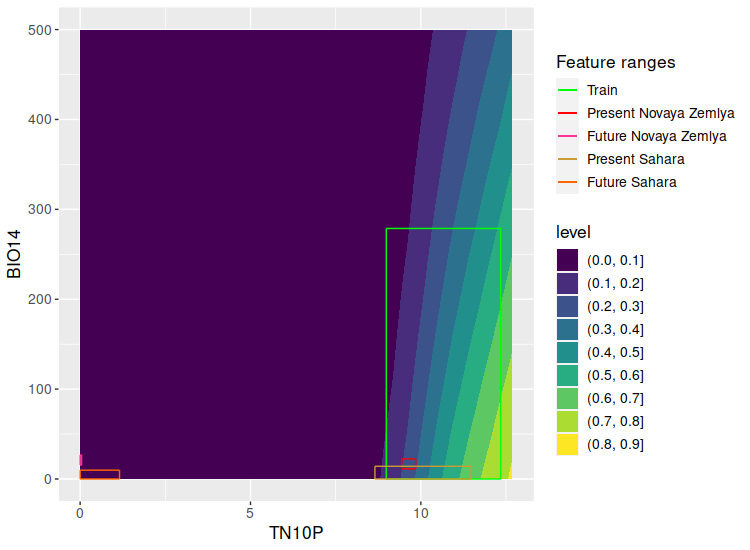 500
400
300
200
100
0
BIO14
0
5
10
TN10P
Feature ranges
Train
Present Novaya Zemlya
Future Novaya Zemlya
Present Sahara
Future Sahara
level
(0.0, 0.1]
(0.1, 0.2]
(0.2, 0.3]
(0.3, 0.4]
(0.4, 0.5]
(0.5, 0.6]
(0.6, 0.7]
(0.7, 0.8]
(0.8, 0.9]